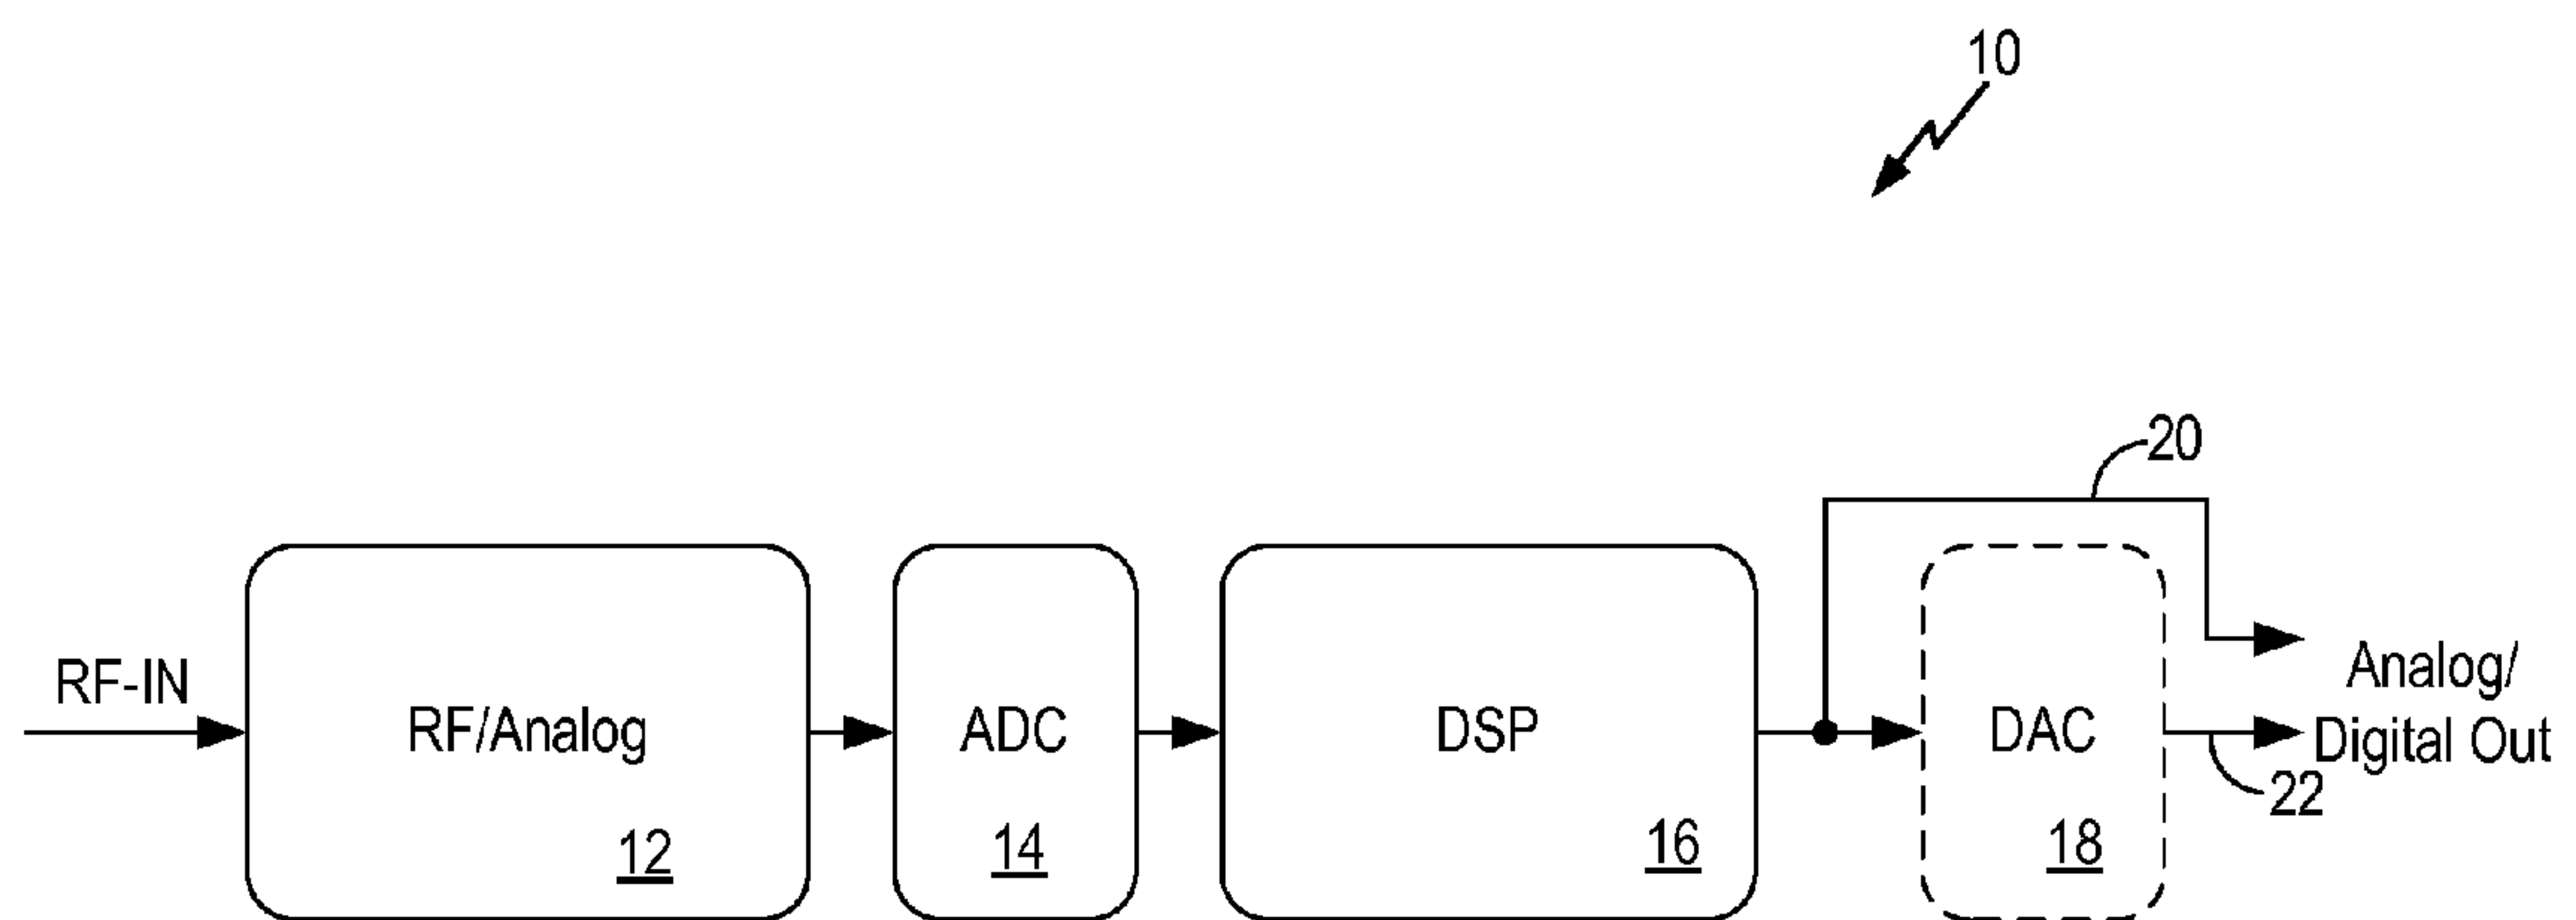 10
20
RF-IN
RF/Analog
12
ADC
14
DSP
16
DAC
18
Analog/
Digital Out
22